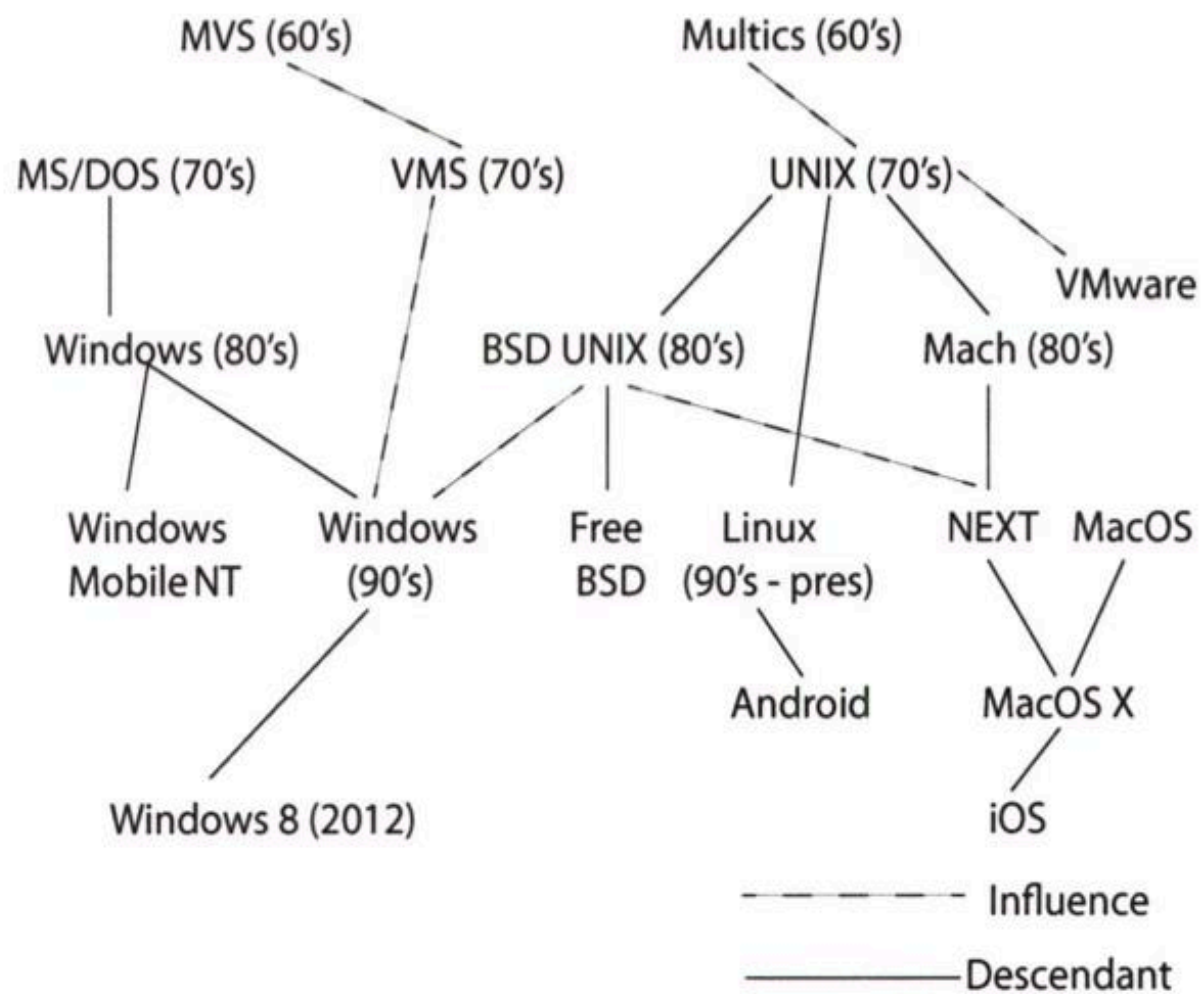 MVS (60's)
Multics (60's)
MS/DOS (70's)
VMS (70's)
UNIX (70's)
VMware
Windows (80's)
BSD UNIX (80's)
Mach (80's)
Windows
Mobile NT
Windows
(90's)
Free
BSD
Linux
(90's - pres)
NEXT
MacOS
Android
MacOS X
Windows 8 (2012)
iOS
Influence
Descendant